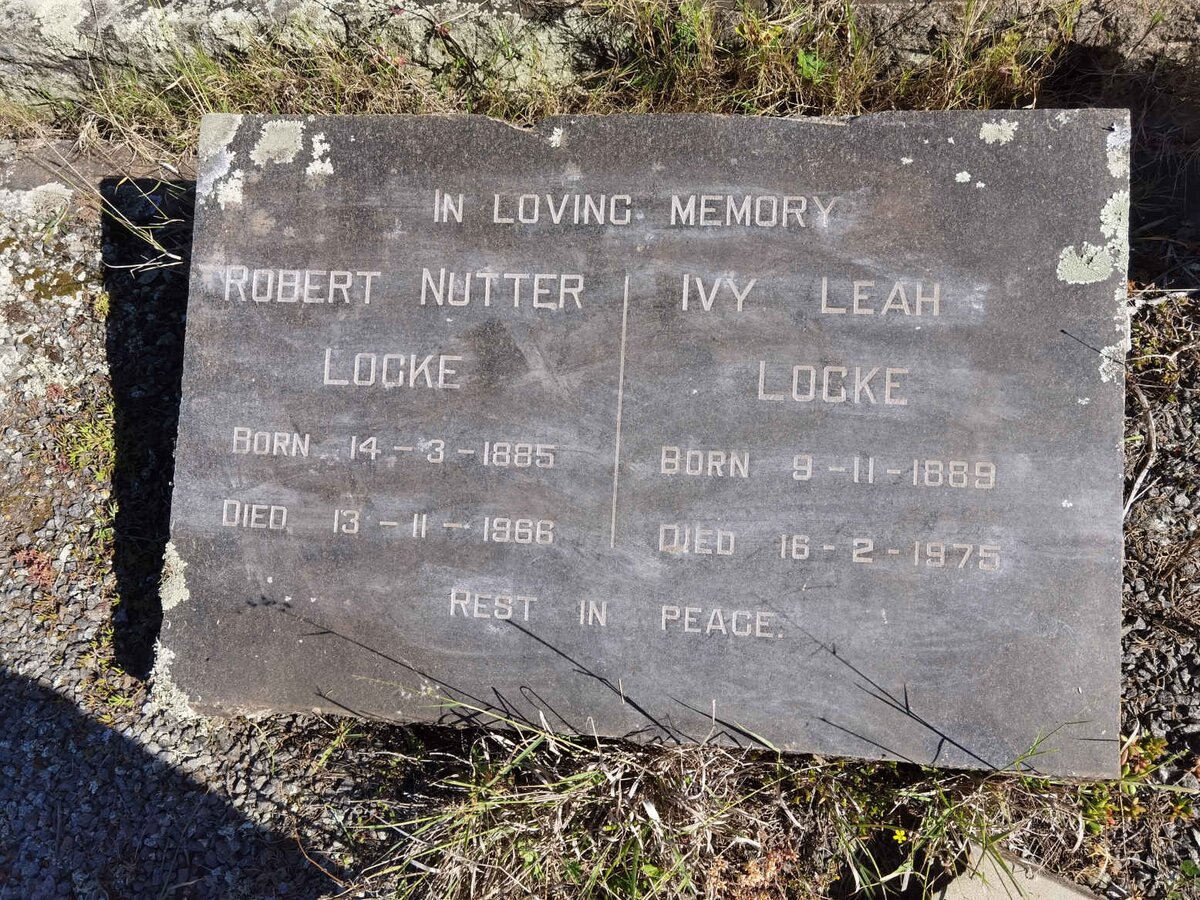 IN LOVING MEMORY
ROBERT NUTTER
LOCKE
BORN 14-3-1885
DIED 13-11-1966
IVY LEAH
LOCKE
BORN 9-11-1889
DIED 16-2-1975
REST IN PEACE.